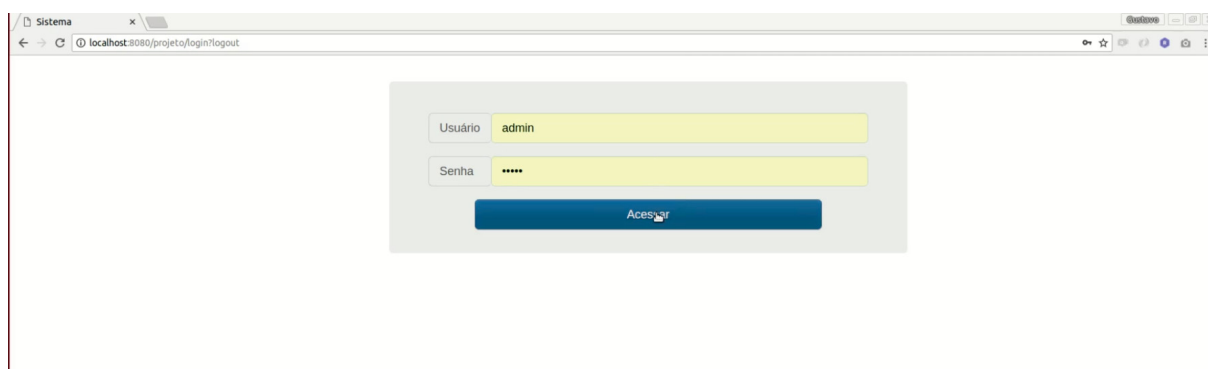 Sistema
Gustavo
localhost:8080/projeto/login?logout
Usuário admin
Senha •••••
Acessar